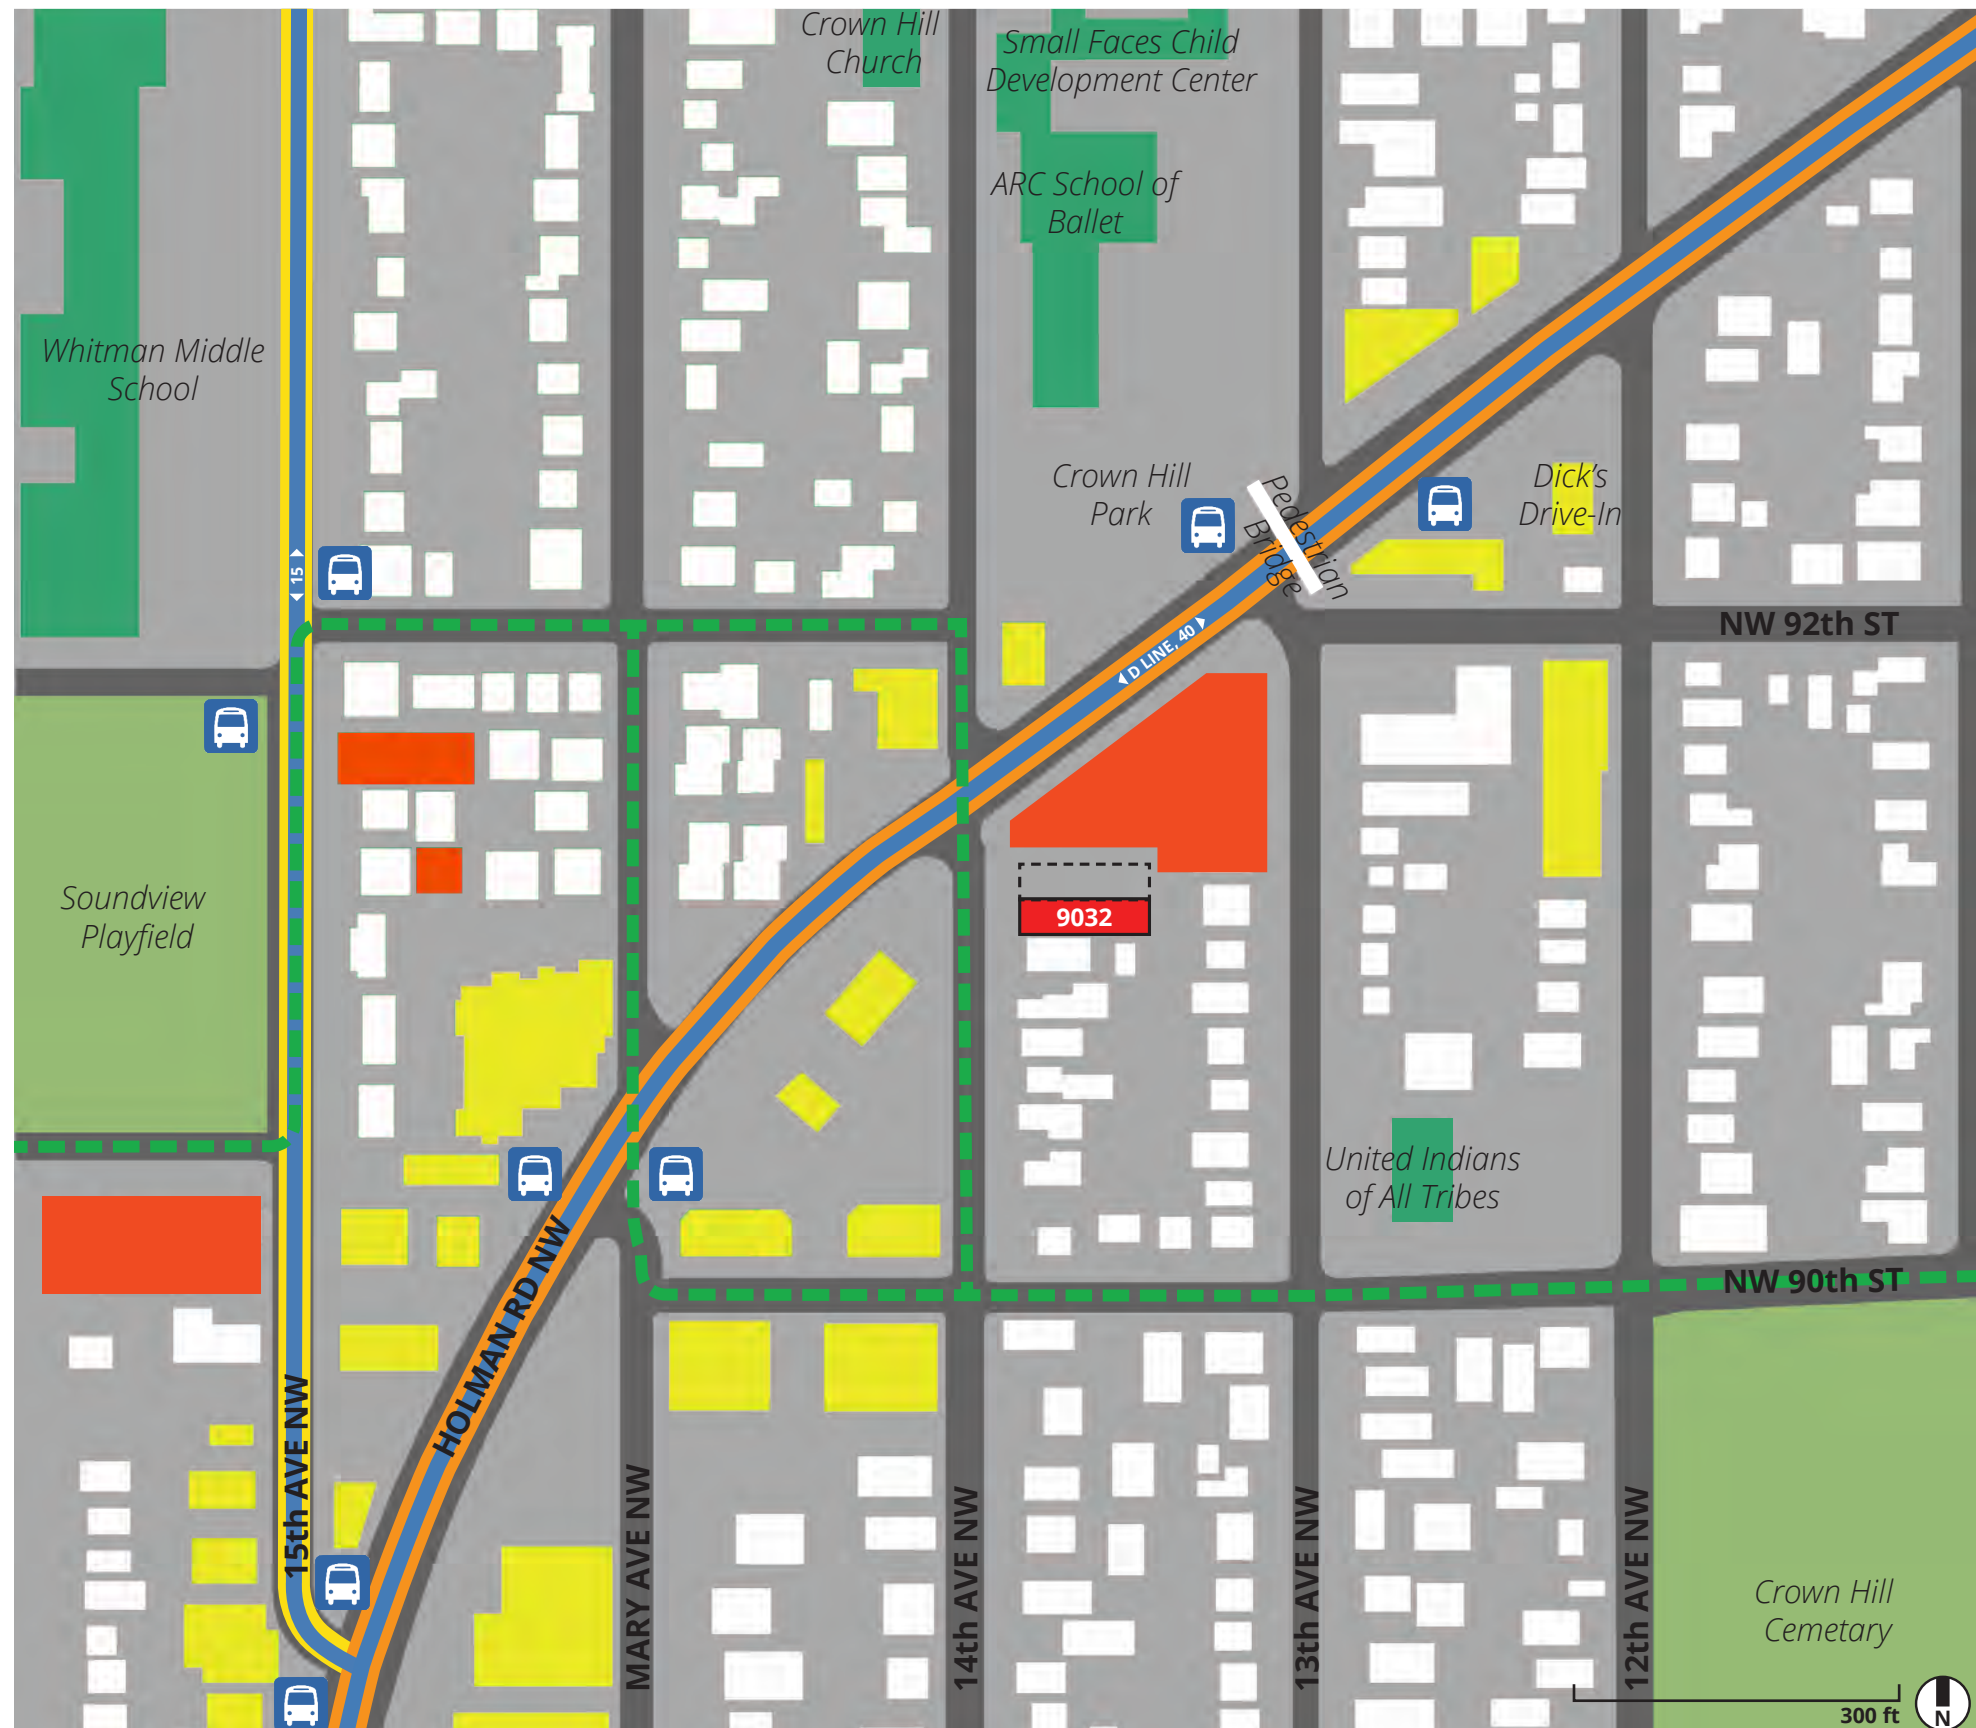 Crown Hill
Church
Small Faces Child
Development Center
ARC School of
Ballet
Whitman Middle
School
Crown Hill
Park
Pedestrian
Bridge
Dick's
Drive-In
15
NW 92th ST
D LINE, 40
Soundview
Playfield
9032
United Indians
of All Tribes
NW 90th ST
HOLMAN RD NW
15th AVE NW
MARY AVE NW
14th AVE NW
13th AVE NW
12th AVE NW
Crown Hill
Cemetary
300 ft
N